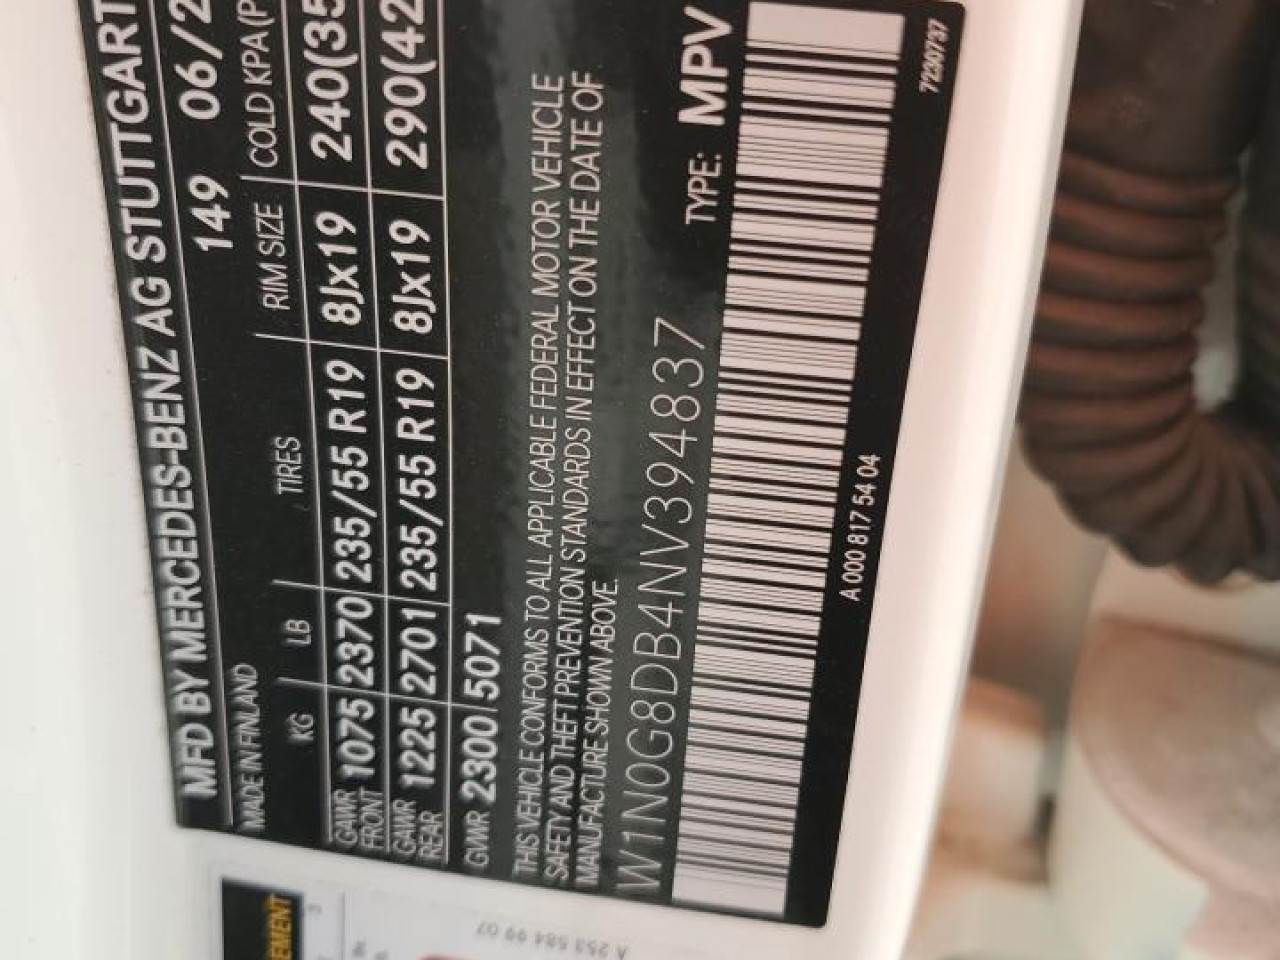 MFD BY MERCEDES-BENZ AG STUTTGART
MADE IN FINLAND 149 06/2
KG LB TIRES RIM SIZE COLD KPA(P
GAWR FRONT 1075 2370 235/55 R19 8Jx19 240(35
GAWR REAR 1225 2701 235/55 R19 8Jx19 290(42
GVWR 2300 5071
THIS VEHICLE CONFORMS TO ALL APPLICABLE FEDERAL MOTOR VEHICLE
SAFETY AND THEFT PREVENTION STANDARDS IN EFFECT ON THE DATE OF
MANUFACTURE SHOWN ABOVE.
W1N0G8DB4NV394837 TYPE: MPV
A 000 817 54 04
7230737
EMENT
A 253 584 99 07